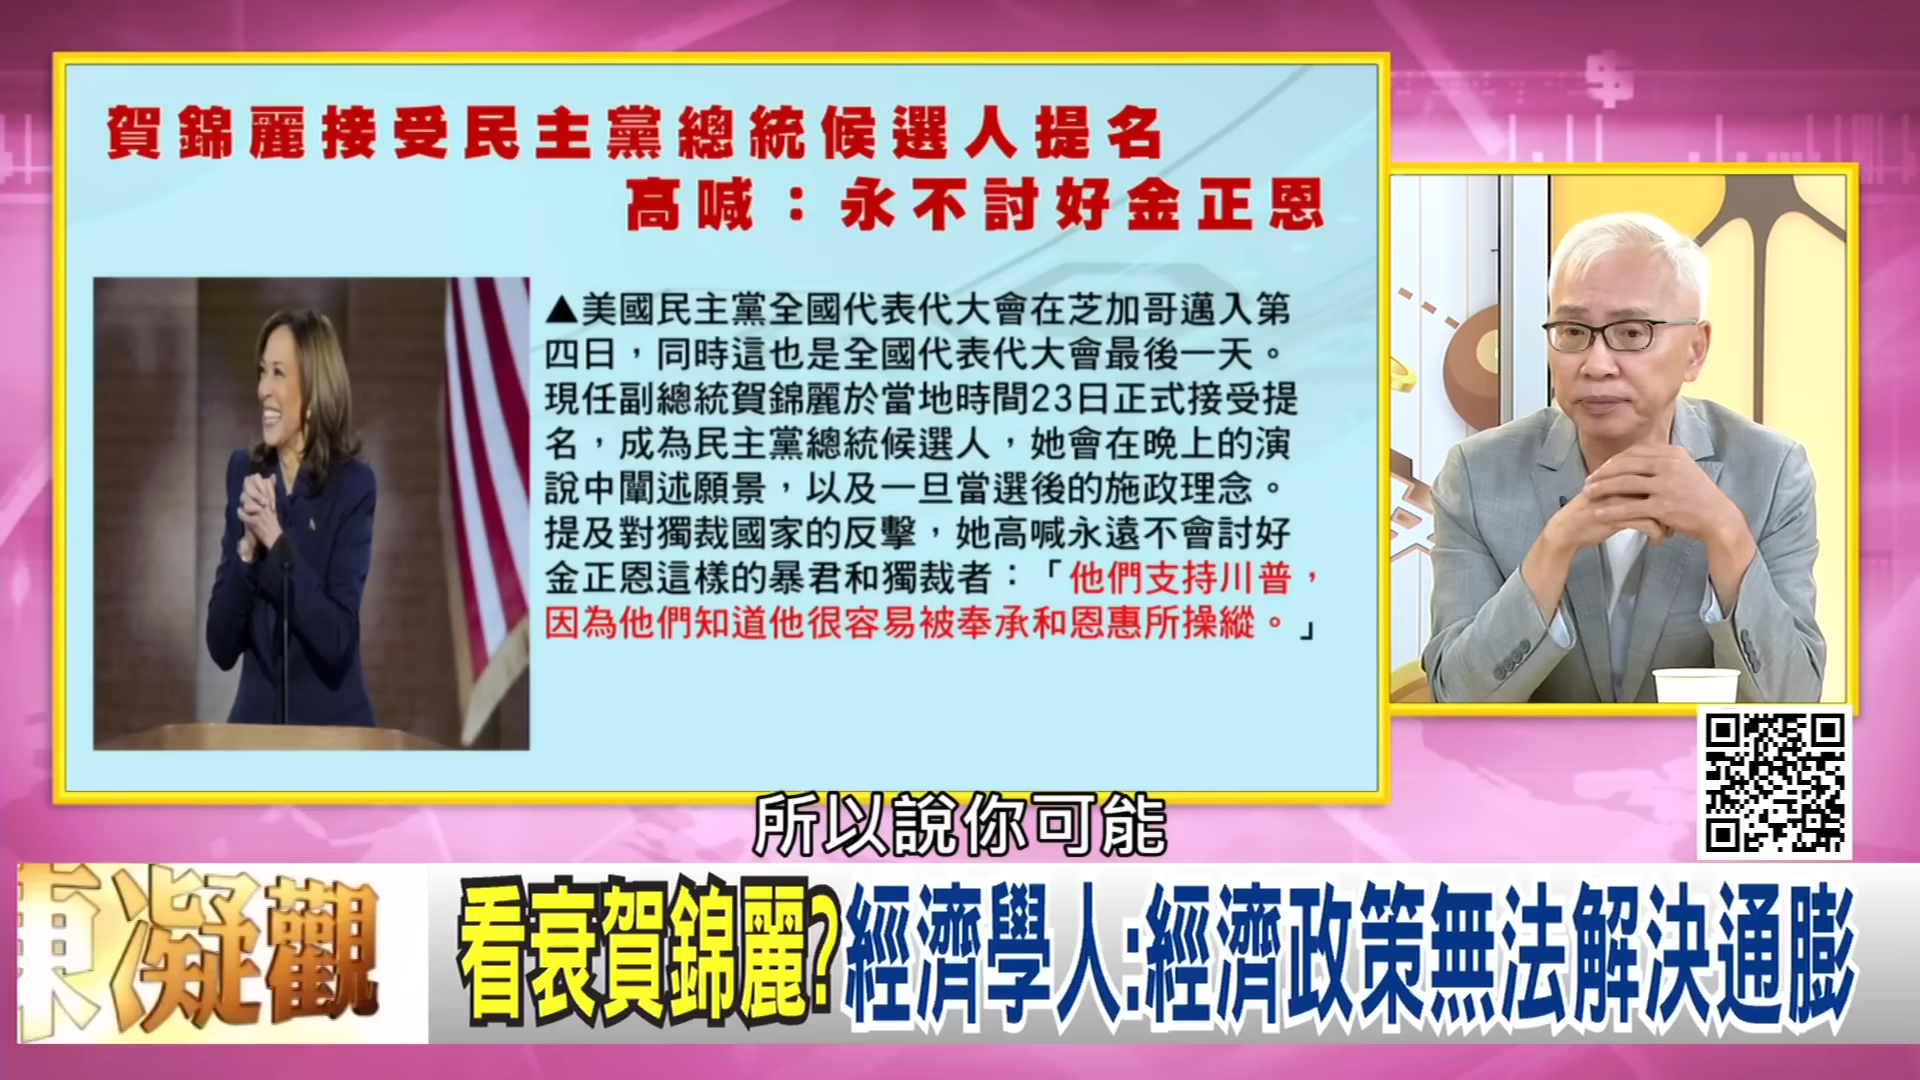 賀錦麗接受民主黨總統候選人提名
高喊：永不討好金正恩
▲美國民主黨全國代表代大會在芝加哥邁入第
四日，同時這也是全國代表代大會最後一天。
現任副總統賀錦麗於當地時間23日正式接受提
名，成為民主黨總統候選人，她會在晚上的演
說中闡述願景，以及一旦當選後的施政理念。
提及對獨裁國家的反擊，她高喊永遠不會討好
金正恩這樣的暴君和獨裁者：「他們支持川普，
因為他們知道他很容易被奉承和恩惠所操縱。」
所以說你可能
凝觀
看衰賀錦麗?經濟學人:經濟政策無法解決通膨